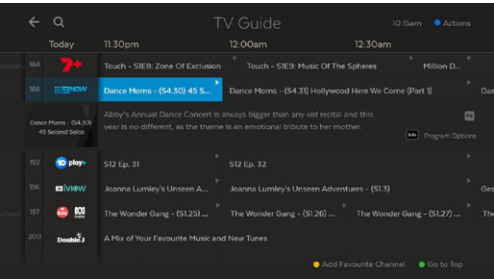 TV Guide
10:15am
Actions
Today
11:30pm
12:00am
12:30am
184
7+
Touch - S1E8: Zone Of Exclusion
Touch - S1E9: Music Of The Spheres
Million D...
188
NOW
Dance Moms - (S4.30) 45 S...
Dance Moms - (S4.31) Hollywood Here We Come (Part 1)
Dan
Dance Moms - (S4.30)
45 Second Solos
Abby's Annual Dance Concert is always bigger than any old recital and this
year is no different, as the theme is an emotional tribute to her mother.
PG
Info
Program Options
192
10 play
S12 Ep. 31
S12 Ep. 32
196
iview
Joanna Lumley's Unseen A...
Joanna Lumley's Unseen Adventures - (S1.3)
197
The Wonder Gang - (S1.25) ...
The Wonder Gang - (S1.26) ...
The Wonder Gang - (S1.27) ...
Th
200
Double J
A Mix of Your Favourite Music and New Tunes
Add Favourite Channel
Go to Top